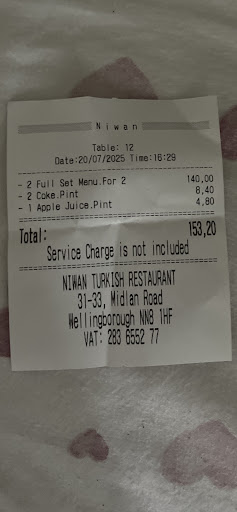 Niwan
Table: 12
Date:20/07/2025 Time:16:29
- 2 Full Set Menu.For 2 140,00
- 2 Coke.Pint 8,40
- 1 Apple Juice.Pint 4,80
Total: 153,20
Service Charge is not included
NIWAN TURKISH RESTAURANT
31-33, Midlan Road
Wellingborough NN8 1HF
VAT: 283 6552 77